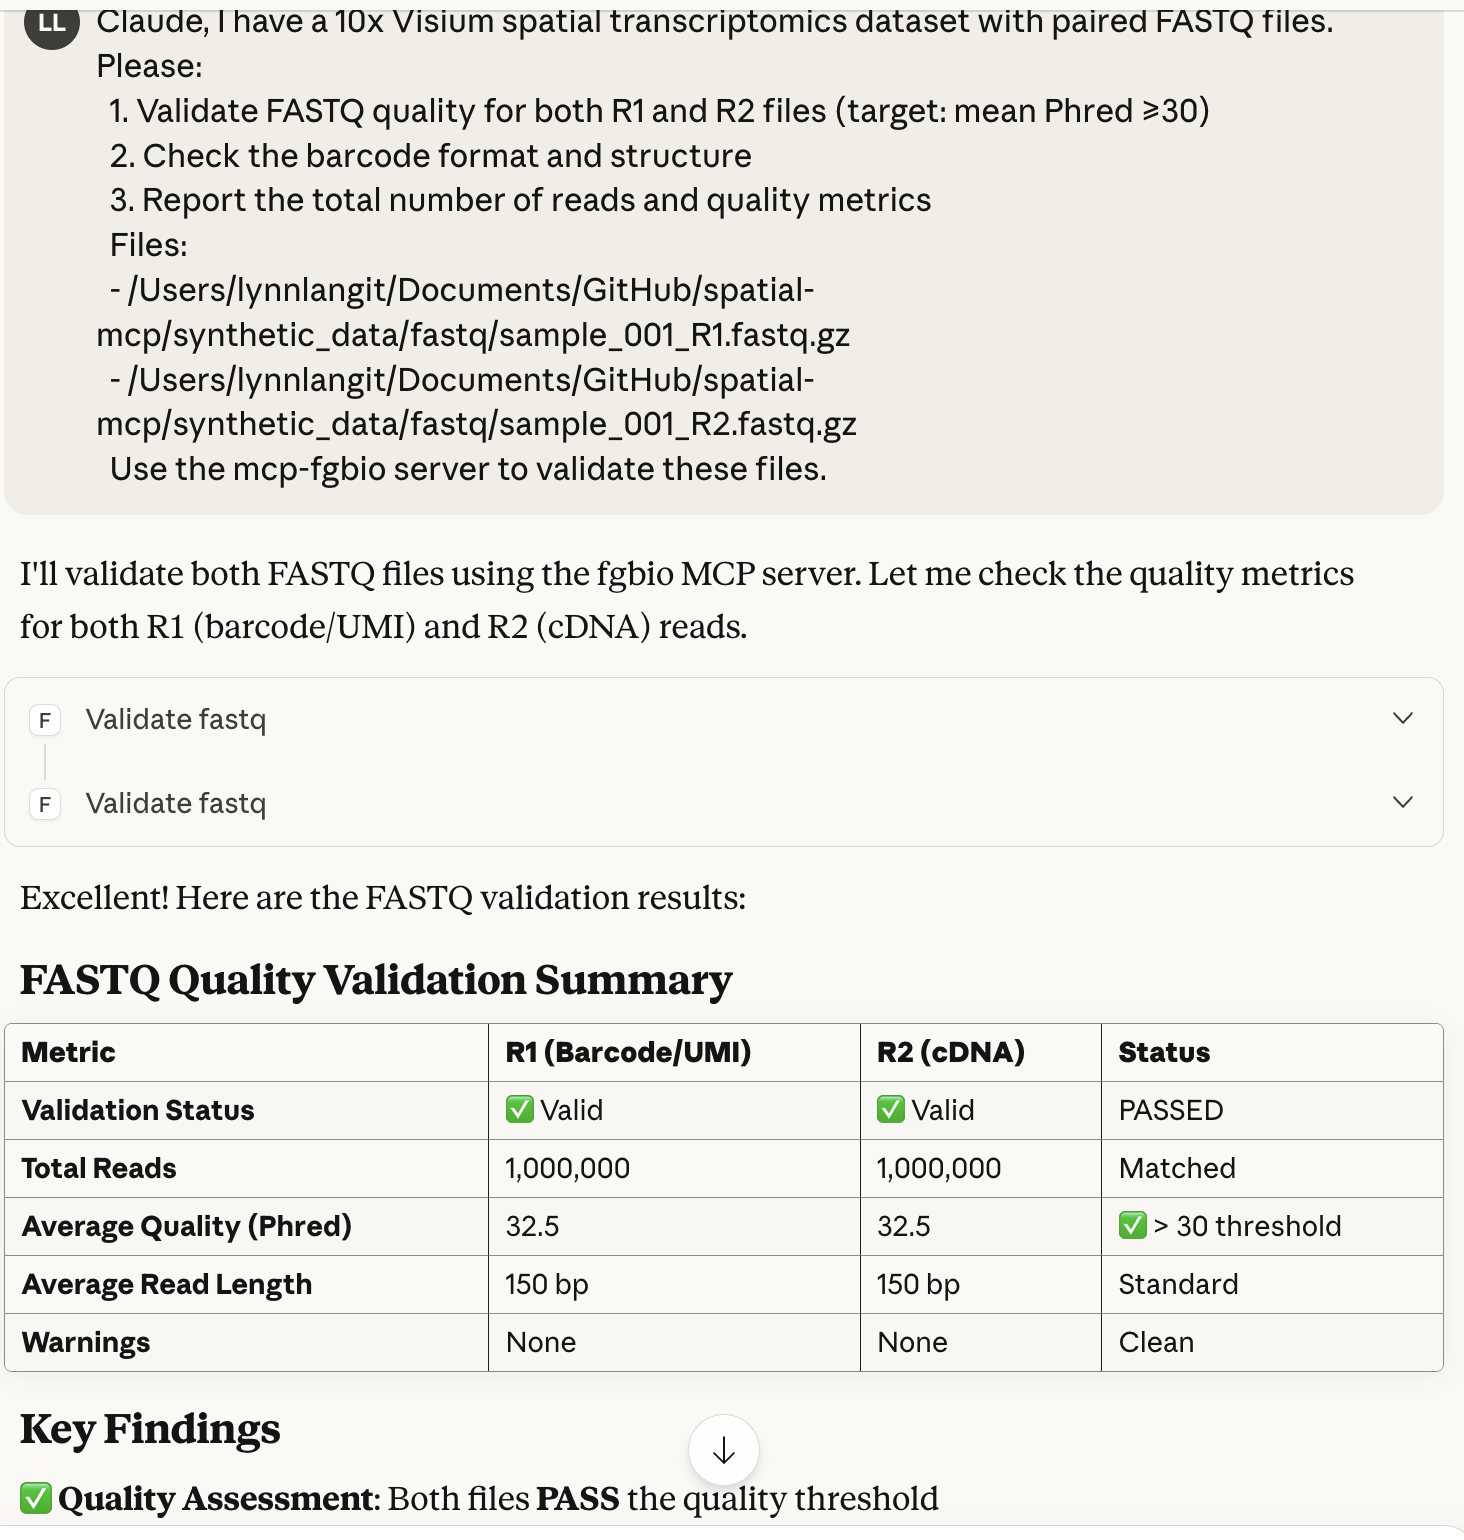 LL
Claude, I have a 10x Visium spatial transcriptomics dataset with paired FASTQ files.
Please:
1. Validate FASTQ quality for both R1 and R2 files (target: mean Phred ≥30)
2. Check the barcode format and structure
3. Report the total number of reads and quality metrics
Files:
- /Users/lynnlangit/Documents/GitHub/spatial-
mcp/synthetic_data/fastq/sample_001_R1.fastq.gz
- /Users/lynnlangit/Documents/GitHub/spatial-
mcp/synthetic_data/fastq/sample_001_R2.fastq.gz
Use the mcp-fgbio server to validate these files.
I'll validate both FASTQ files using the fgbio MCP server. Let me check the quality metrics
for both R1 (barcode/UMI) and R2 (cDNA) reads.
F Validate fastq
F Validate fastq
Excellent! Here are the FASTQ validation results:
FASTQ Quality Validation Summary
Metric R1 (Barcode/UMI) R2 (cDNA) Status
Validation Status ✅ Valid ✅ Valid PASSED
Total Reads 1,000,000 1,000,000 Matched
Average Quality (Phred) 32.5 32.5 ✅ > 30 threshold
Average Read Length 150 bp 150 bp Standard
Warnings None None Clean
Key Findings
✅ Quality Assessment: Both files PASS the quality threshold